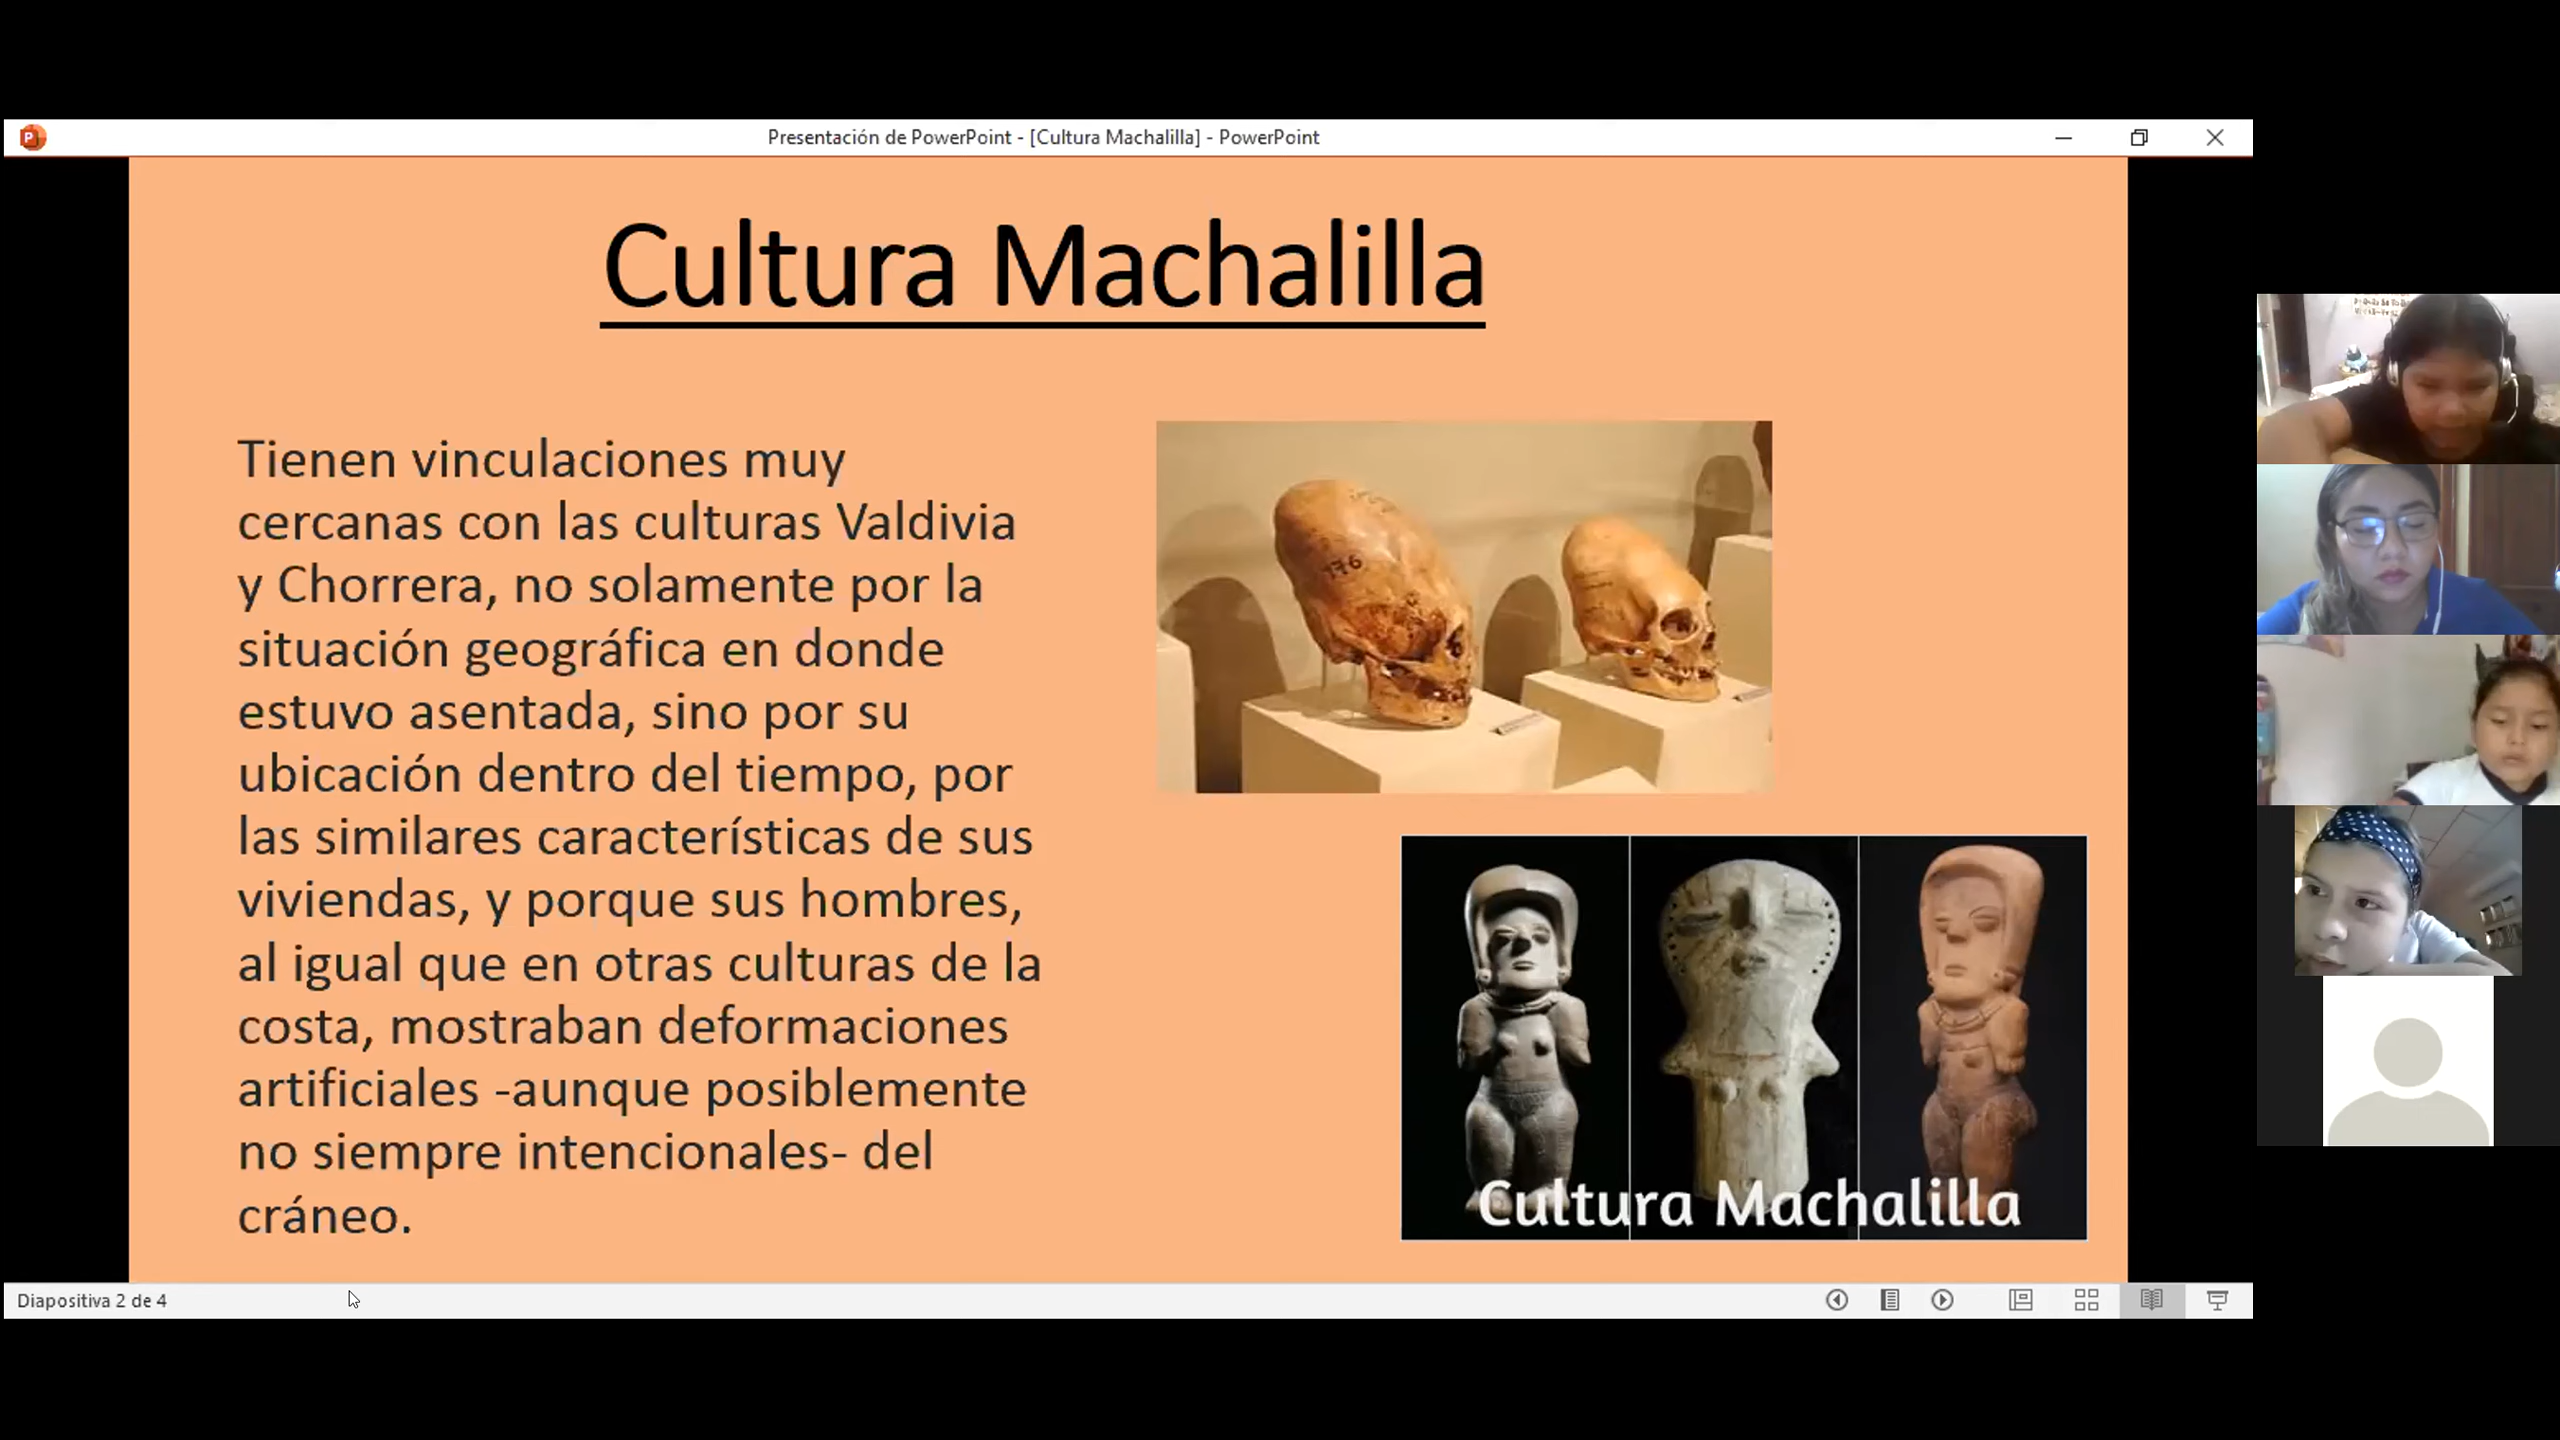 Presentación de PowerPoint - [Cultura Machalilla] - PowerPoint
Cultura Machalilla
Tienen vinculaciones muy
cercanas con las culturas Valdivia
y Chorrera, no solamente por la
situación geográfica en donde
estuvo asentada, sino por su
ubicación dentro del tiempo, por
las similares características de sus
viviendas, y porque sus hombres,
al igual que en otras culturas de la
costa, mostraban deformaciones
artificiales -aunque posiblemente
no siempre intencionales- del
cráneo.
176
Cultura Machalilla
Diapositiva 2 de 4